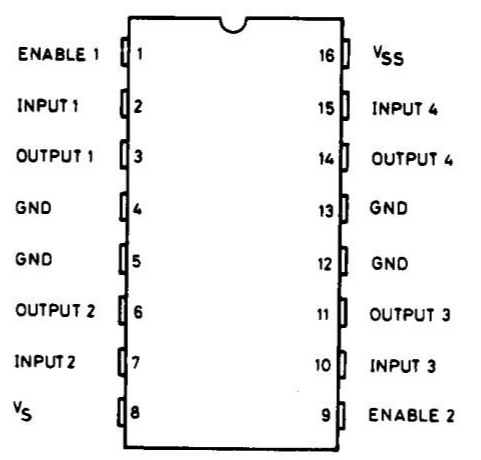 ENABLE 1 1 16 VSS
INPUT 1 2 15 INPUT 4
OUTPUT 1 3 14 OUTPUT 4
GND 4 13 GND
GND 5 12 GND
OUTPUT 2 6 11 OUTPUT 3
INPUT 2 7 10 INPUT 3
VS 8 9 ENABLE 2